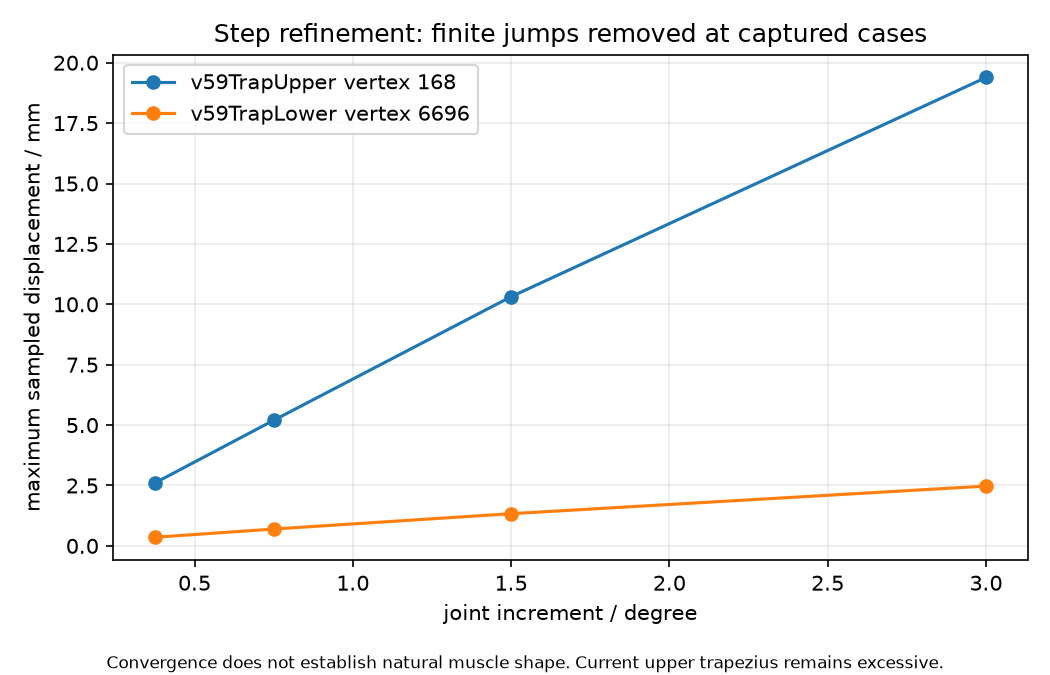 Step refinement: finite jumps removed at captured cases
v59TrapUpper vertex 168
v59TrapLower vertex 6696
maximum sampled displacement / mm
20.0
17.5
15.0
12.5
10.0
7.5
5.0
2.5
0.0
0.5 1.0 1.5 2.0 2.5 3.0
joint increment / degree
Convergence does not establish natural muscle shape. Current upper trapezius remains excessive.